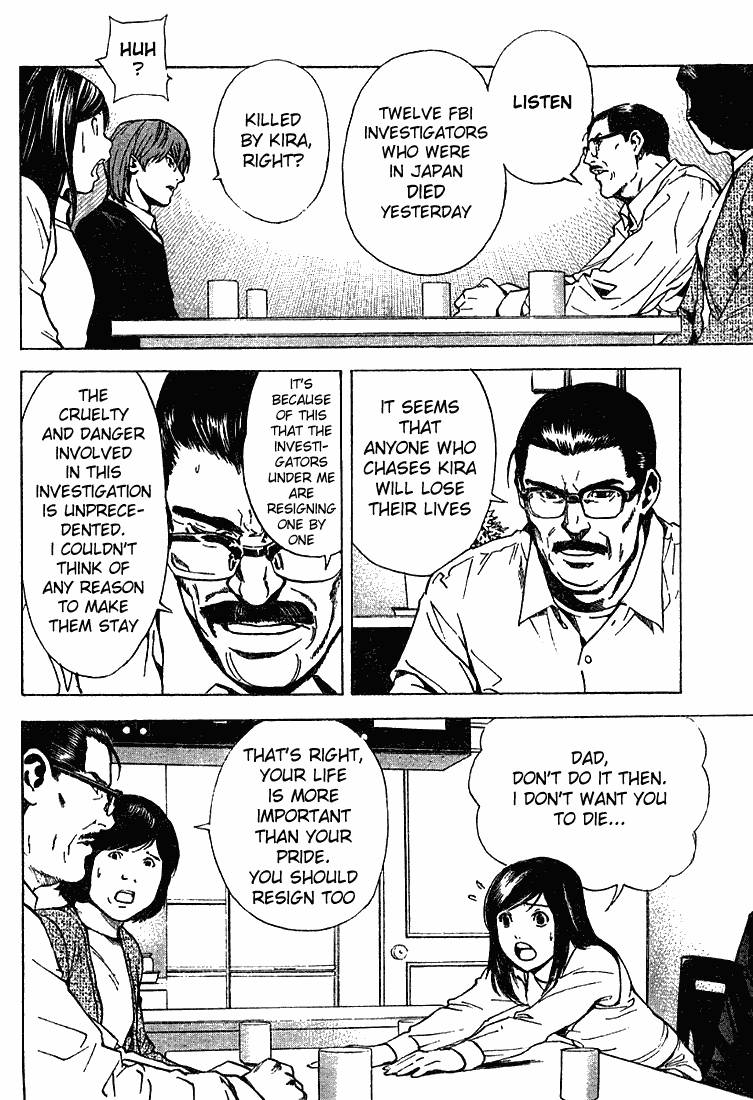 LISTEN
TWELVE FBI
INVESTIGATORS
WHO WERE
IN JAPAN
DIED
YESTERDAY
KILLED
BY KIRA,
RIGHT?
HUH
?
IT SEEMS
THAT
ANYONE WHO
CHASES KIRA
WILL LOSE
THEIR LIVES
IT'S
BECAUSE
OF THIS
THAT THE
INVESTI-
GATORS
UNDER ME
ARE
RESIGNING
ONE BY
ONE
THE
CRUELTY
AND DANGER
INVOLVED
IN THIS
INVESTIGATION
IS UNPRECE-
DENTED.
I COULDN'T
THINK OF
ANY REASON
TO MAKE
THEM STAY
DAD,
DON'T DO IT THEN.
I DON'T WANT YOU
TO DIE...
THAT'S RIGHT,
YOUR LIFE
IS MORE
IMPORTANT
THAN YOUR
PRIDE.
YOU SHOULD
RESIGN TOO